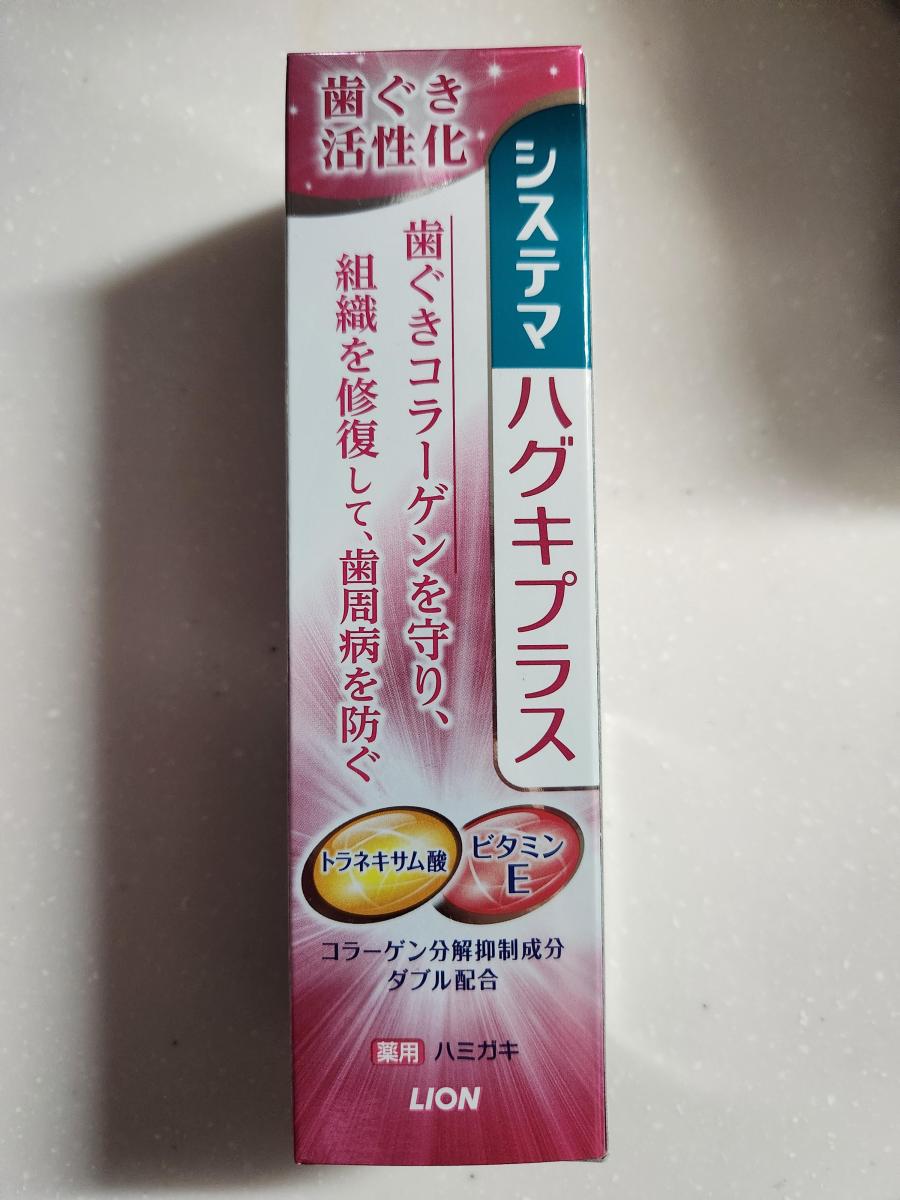 歯ぐき
活性化
システマ
ハグキプラス
歯ぐきコラーゲンを守り、
組織を修復して、歯周病を防ぐ
トラネキサム酸
ビタミン
E
コラーゲン分解抑制成分
ダブル配合
薬用 ハミガキ
LION